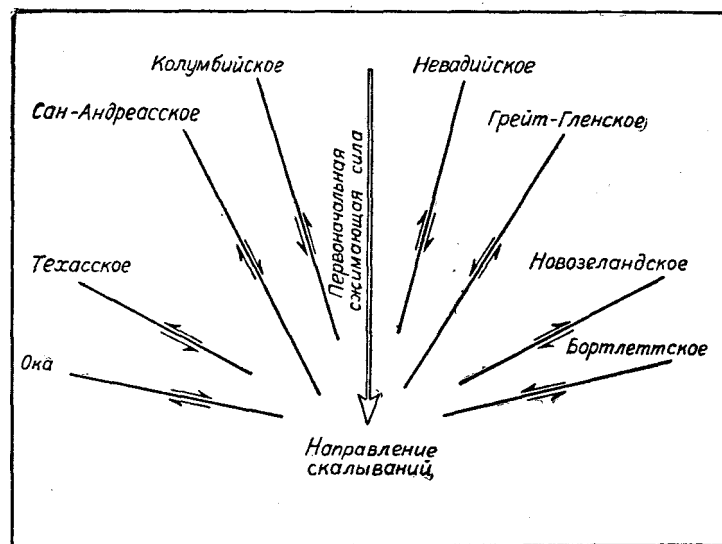 Колумбийское
Невадийское
Сан-Андреасское
Грейт-Гленское
Первоначальная
сжимающая сила
Техасское
Новозеландское
Ока
Бортлеттское
Направление
скалываний